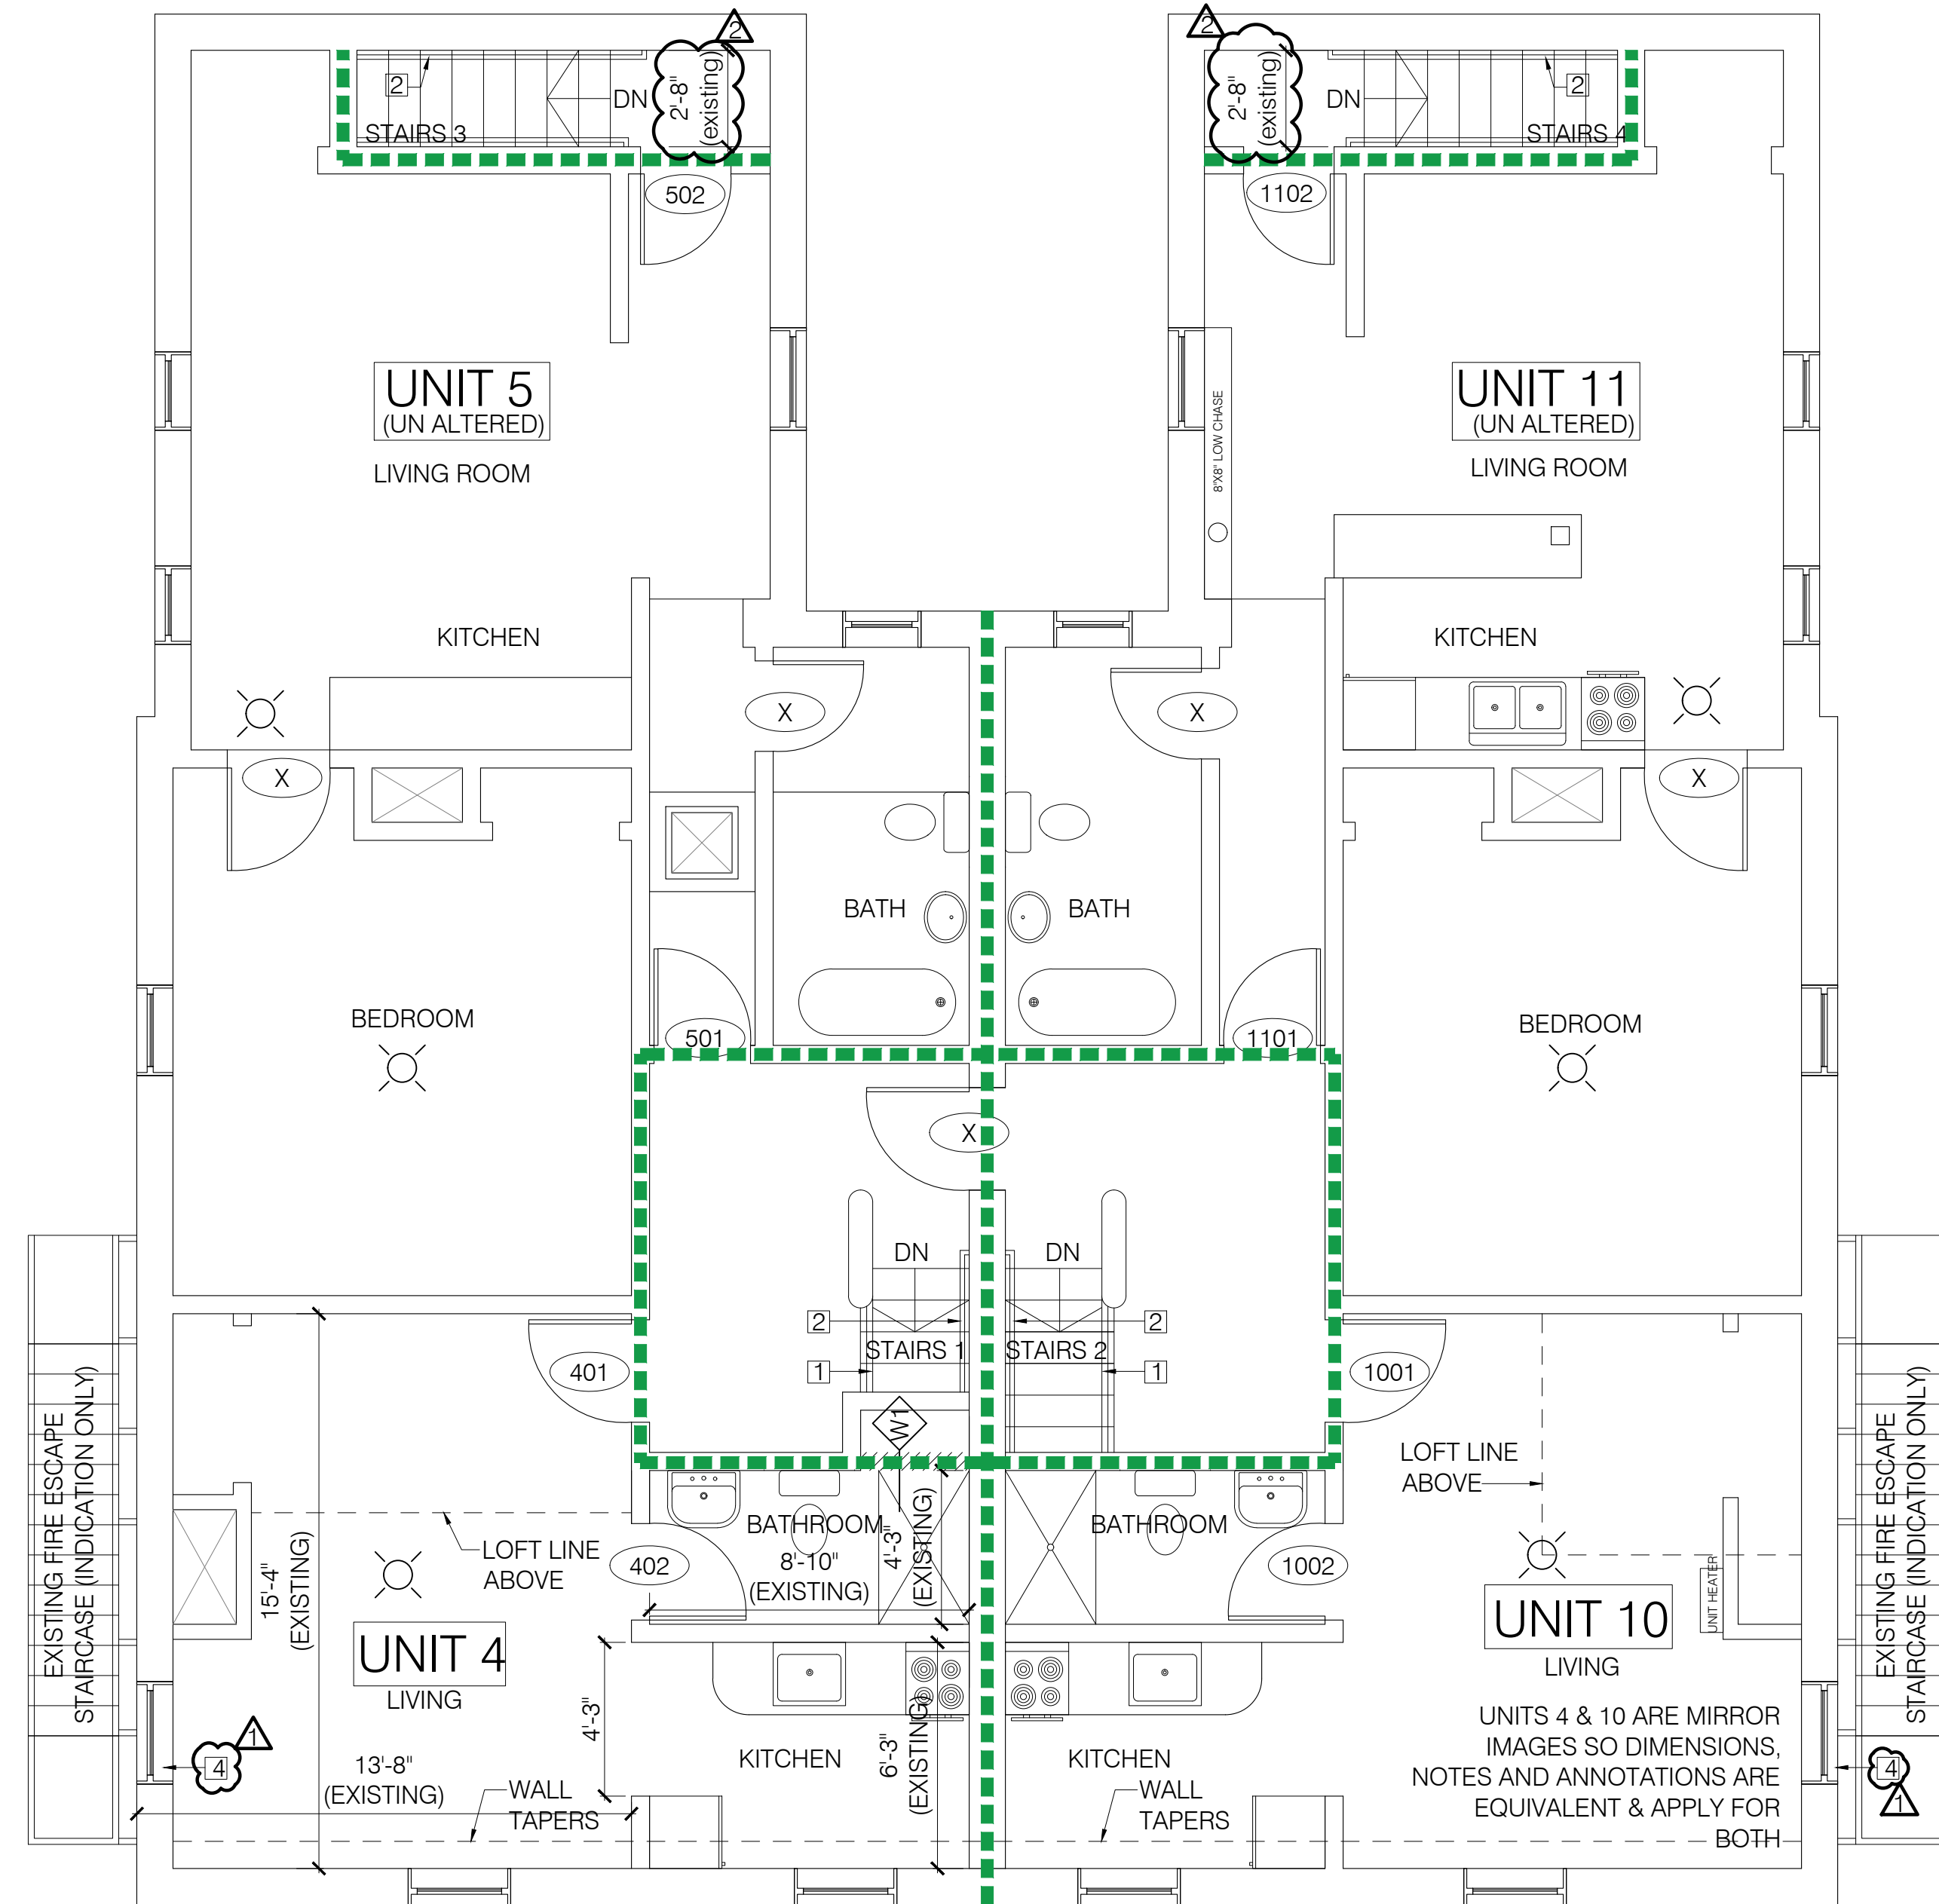 2
2
2'-8"
(existing)
2'-8"
(existing)
2
DN
DN
2
STAIRS 3
STAIRS 4
502
1102
UNIT 5
(UN ALTERED)
LIVING ROOM
8"X8" LOW CHASE
UNIT 11
(UN ALTERED)
LIVING ROOM
KITCHEN
KITCHEN
X
X
X
X
BATH
BATH
BEDROOM
BEDROOM
501
1101
X
DN
DN
2
2
STAIRS 1
STAIRS 2
1
1
401
1001
W1
EXISTING FIRE ESCAPE
STAIRCASE (INDICATION ONLY)
EXISTING FIRE ESCAPE
STAIRCASE (INDICATION ONLY)
LOFT LINE
ABOVE
LOFT LINE
ABOVE
BATHROOM
BATHROOM
402
8'-10"
(EXISTING)
4'-3"
(EXISTING)
1002
15'-4"
(EXISTING)
UNIT HEATER
UNIT 4
LIVING
UNIT 10
LIVING
4'-3"
6'-3"
(EXISTING)
KITCHEN
KITCHEN
UNITS 4 & 10 ARE MIRROR
IMAGES SO DIMENSIONS,
NOTES AND ANNOTATIONS ARE
EQUIVALENT & APPLY FOR
BOTH
1
4
4
1
13'-8"
(EXISTING)
WALL
TAPERS
WALL
TAPERS